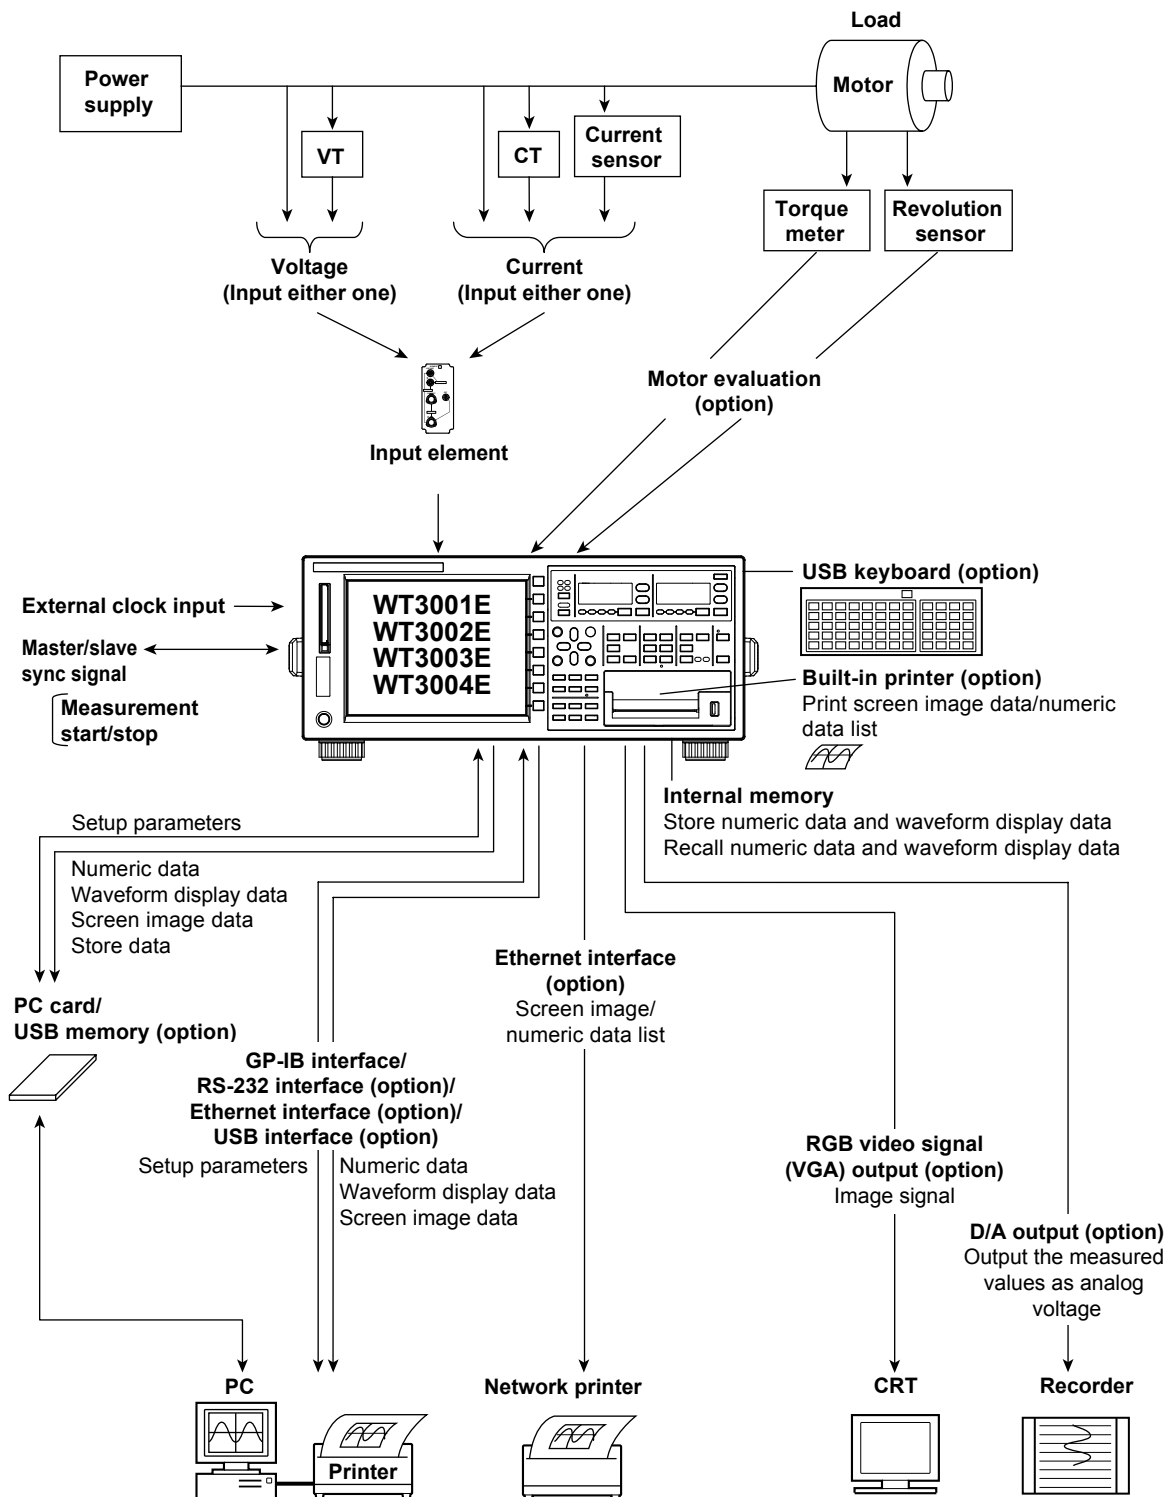 Load
Power
supply
Motor
VT
CT
Current
sensor
Torque
meter
Revolution
sensor
Voltage
(Input either one)
Current
(Input either one)
Motor evaluation
(option)
Input element
External clock input
Master/slave
sync signal
Measurement
start/stop
WT3001E
WT3002E
WT3003E
WT3004E
USB keyboard (option)
Built-in printer (option)
Print screen image data/numeric
data list
Internal memory
Store numeric data and waveform display data
Recall numeric data and waveform display data
Setup parameters
Numeric data
Waveform display data
Screen image data
Store data
PC card/
USB memory (option)
Ethernet interface
(option)
Screen image/
numeric data list
GP-IB interface/
RS-232 interface (option)/
Ethernet interface (option)/
USB interface (option)
Setup parameters
Numeric data
Waveform display data
Screen image data
RGB video signal
(VGA) output (option)
Image signal
D/A output (option)
Output the measured
values as analog
voltage
PC
Printer
Network printer
CRT
Recorder